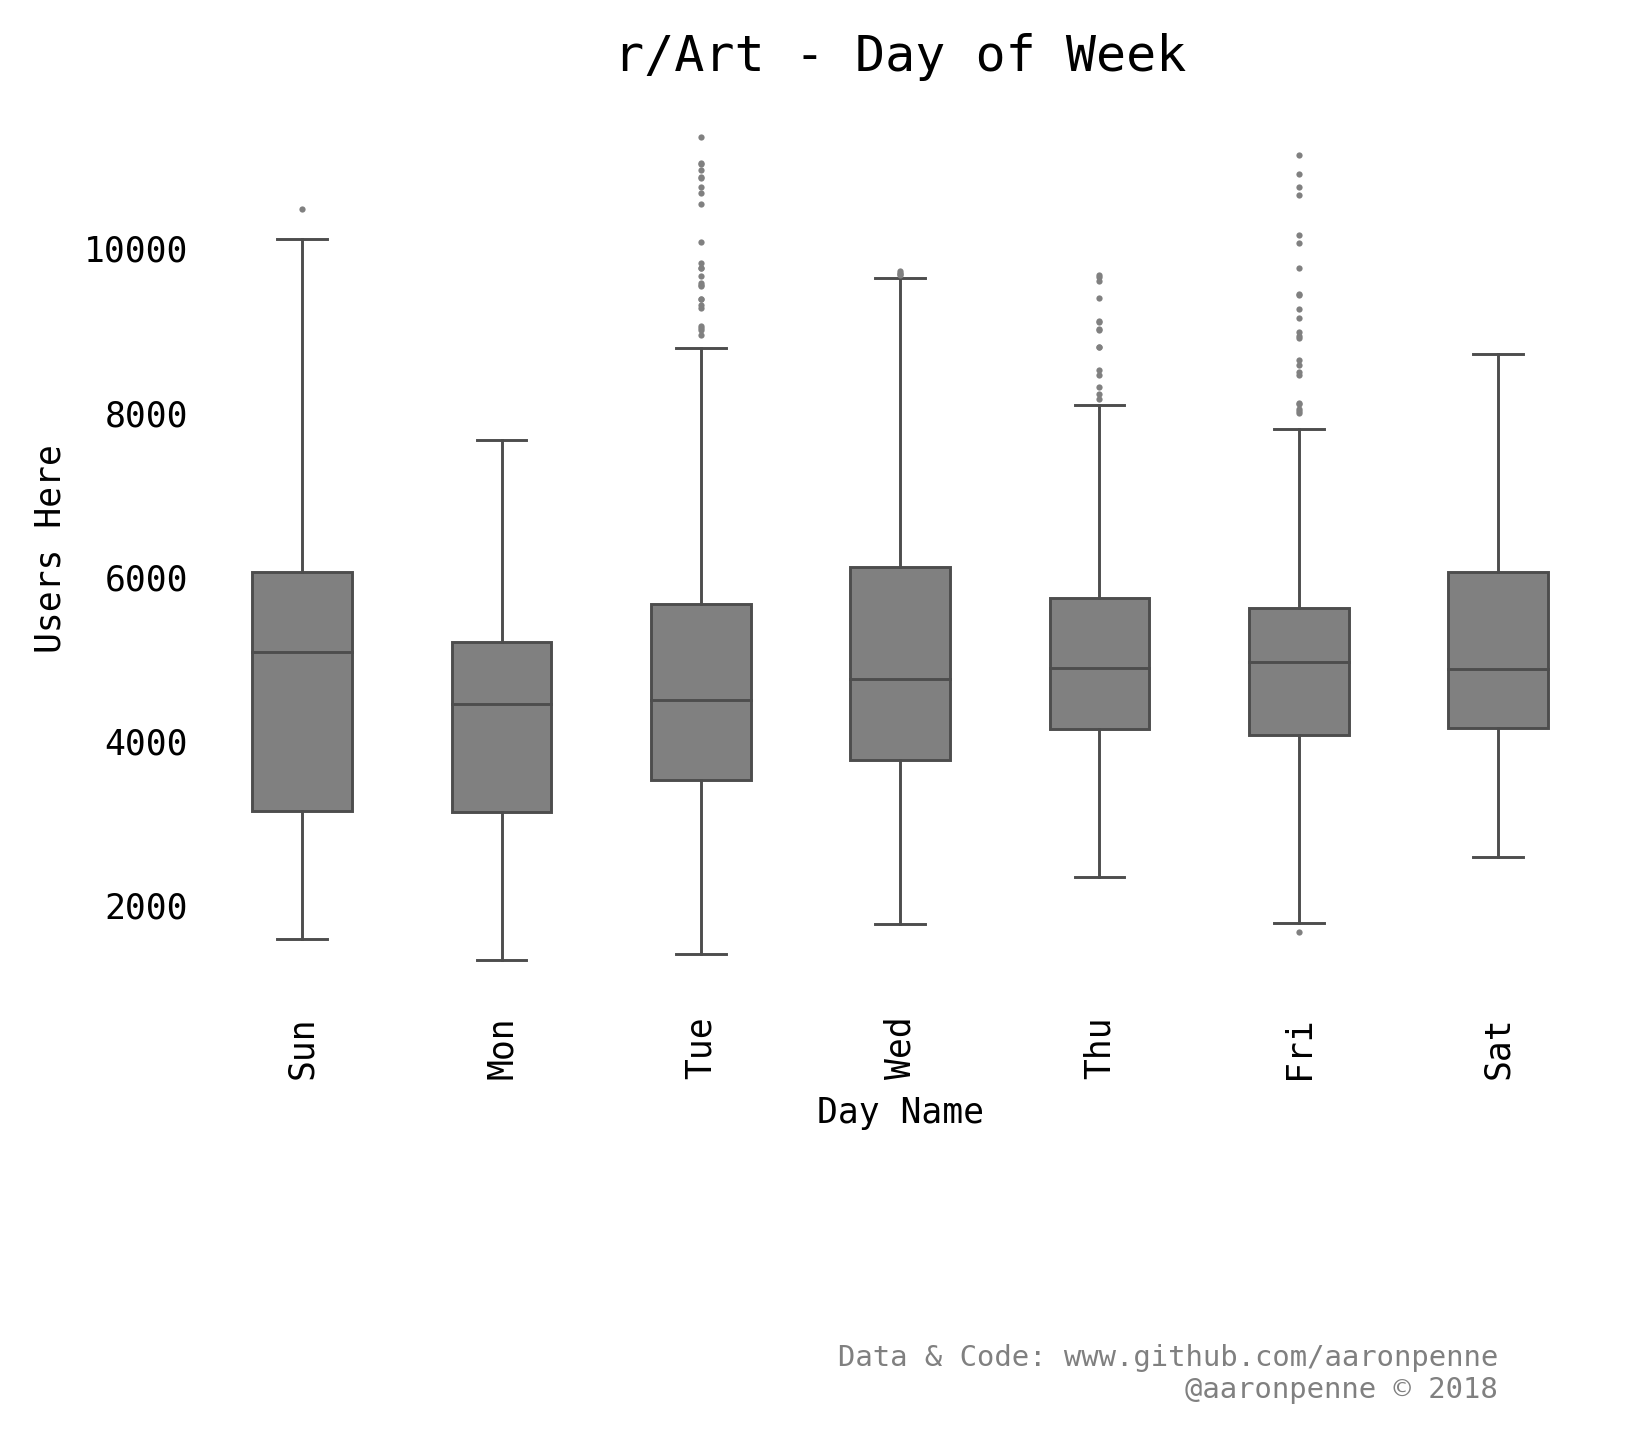 r/Art - Day of Week
10000
8000
6000
4000
2000
Users Here
Sun
Mon
Tue
Wed
Thu
Fri
Sat
Day Name
Data & Code: www.github.com/aaronpenne
@aaronpenne © 2018